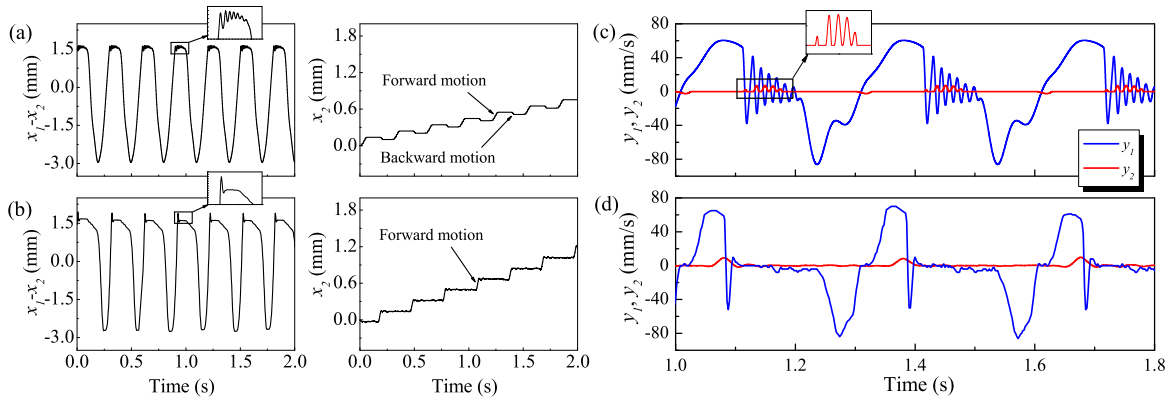 (a)
x1-x2 (mm)
1.5
0.0
-1.5
-3.0
x2 (mm)
1.8
1.2
0.6
0.0
Forward motion
Backward motion
(b)
x1-x2 (mm)
1.5
0.0
-1.5
-3.0
0.0 0.5 1.0 1.5 2.0
Time (s)
x2 (mm)
1.8
1.2
0.6
0.0
Forward motion
0.0 0.5 1.0 1.5 2.0
Time (s)
(c)
y1, y2 (mm/s)
80
40
0
-40
-80
y1
y2
(d)
y1, y2 (mm/s)
80
40
0
-40
-80
1.0 1.2 1.4 1.6 1.8
Time (s)